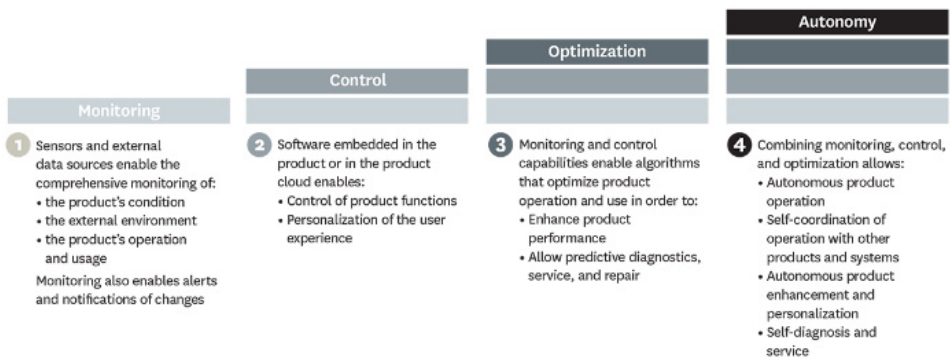 Monitoring
1 Sensors and external
data sources enable the
comprehensive monitoring of:
• the product's condition
• the external environment
• the product's operation
and usage
Monitoring also enables alerts
and notifications of changes
Control
2 Software embedded in the
product or in the product
cloud enables:
• Control of product functions
• Personalization of the user
experience
Optimization
3 Monitoring and control
capabilities enable algorithms
that optimize product
operation and use in order to:
• Enhance product
performance
• Allow predictive diagnostics,
service, and repair
Autonomy
4 Combining monitoring, control,
and optimization allows:
• Autonomous product
operation
• Self-coordination of
operation with other
products and systems
• Autonomous product
enhancement and
personalization
• Self-diagnosis and
service